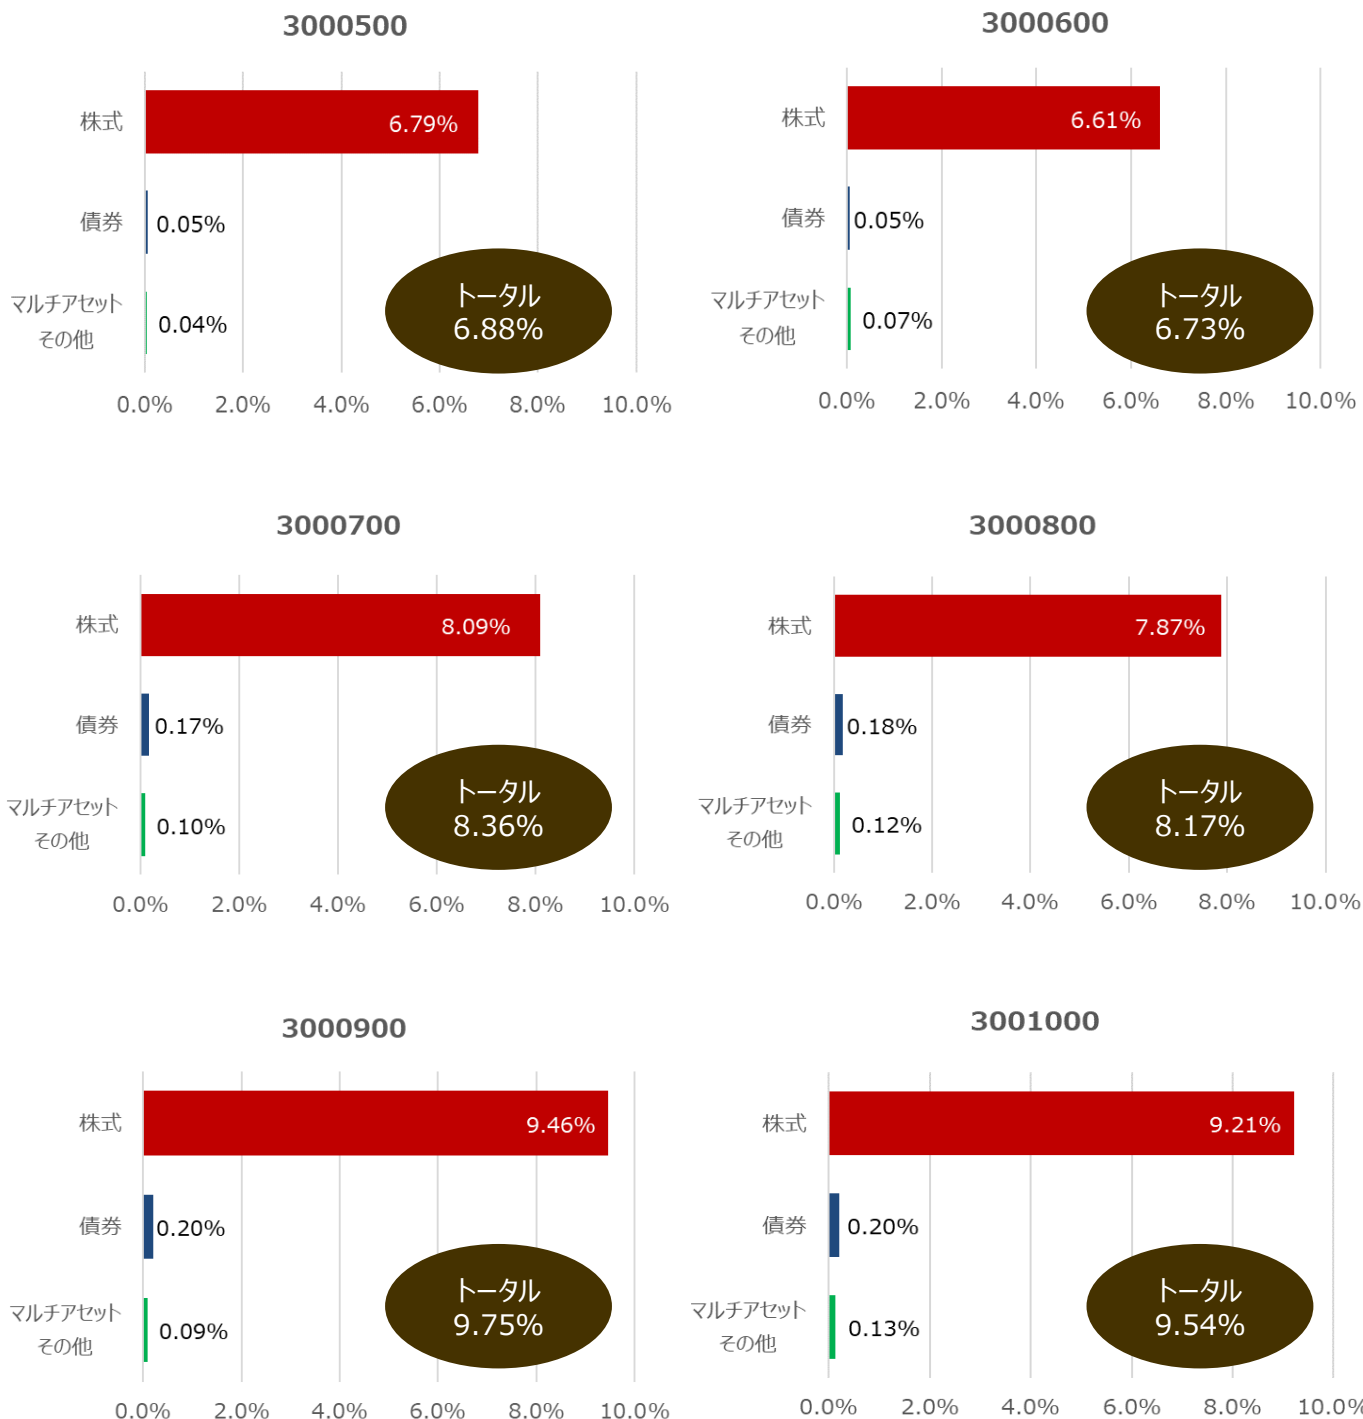 3000500
株式
6.79%
債券
0.05%
マルチアセット
その他
0.04%
トータル
6.88%
0.0% 2.0% 4.0% 6.0% 8.0% 10.0%
3000600
株式
6.61%
債券
0.05%
マルチアセット
その他
0.07%
トータル
6.73%
0.0% 2.0% 4.0% 6.0% 8.0% 10.0%
3000700
株式
8.09%
債券
0.17%
マルチアセット
その他
0.10%
トータル
8.36%
0.0% 2.0% 4.0% 6.0% 8.0% 10.0%
3000800
株式
7.87%
債券
0.18%
マルチアセット
その他
0.12%
トータル
8.17%
0.0% 2.0% 4.0% 6.0% 8.0% 10.0%
3000900
株式
9.46%
債券
0.20%
マルチアセット
その他
0.09%
トータル
9.75%
0.0% 2.0% 4.0% 6.0% 8.0% 10.0%
3001000
株式
9.21%
債券
0.20%
マルチアセット
その他
0.13%
トータル
9.54%
0.0% 2.0% 4.0% 6.0% 8.0% 10.0%